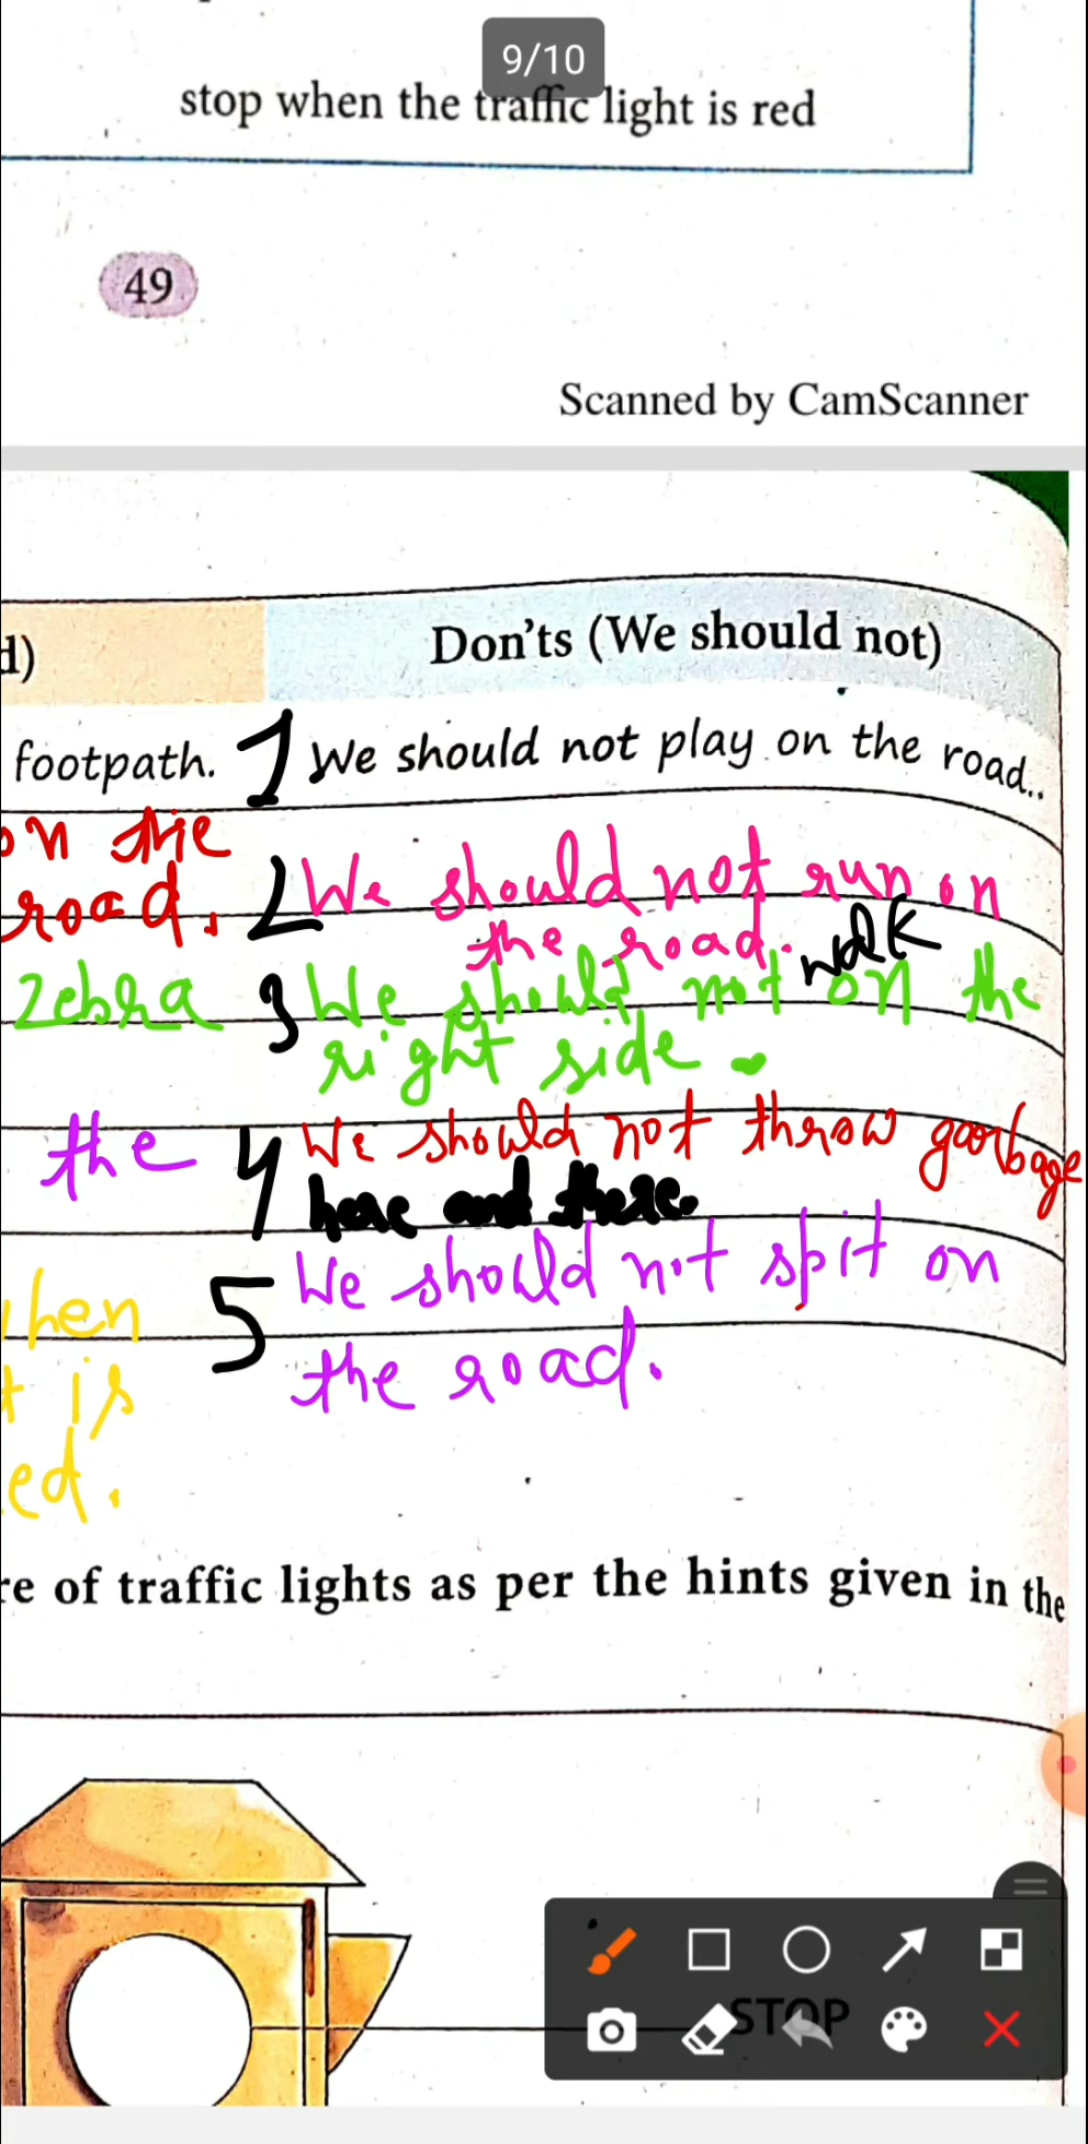 9/10
stop when the traffic light is red
49
Scanned by CamScanner
d) Don'ts (We should not)
footpath. 1 We should not play on the road..
on the
road. 2 We should not run on
the road.
zebra 3 We should not walk on the
right side.
the 4 We should not throw garbage
here and there.
when 5 We should not spit on
t is the road.
ed.
re of traffic lights as per the hints given in the
STOP